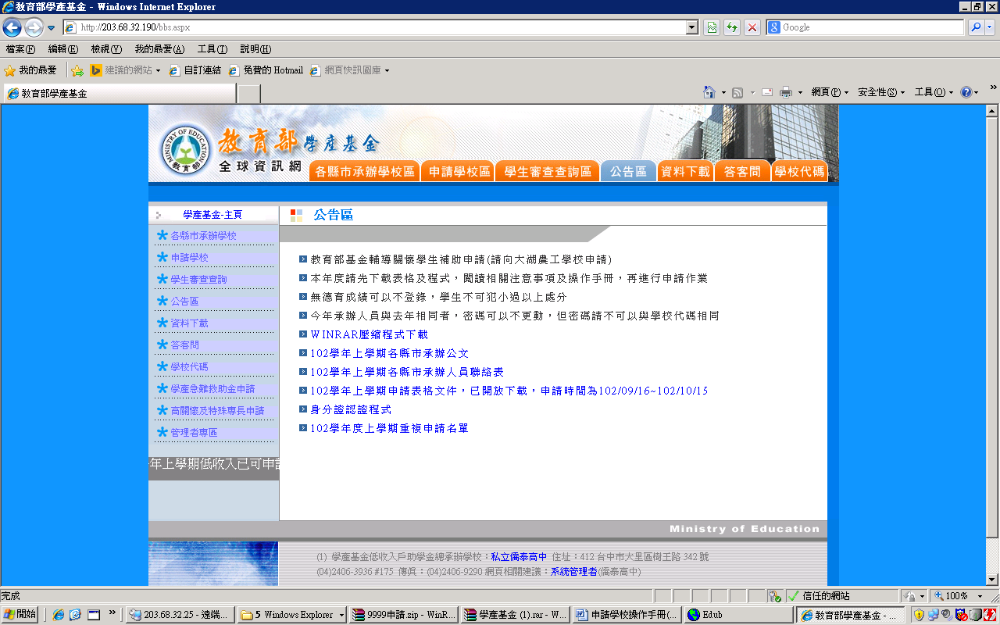 教育部學產基金 - Windows Internet Explorer
http://203.68.32.190/bbs.aspx
Google
檔案(F) 編輯(E) 檢視(V) 我的最愛(A) 工具(T) 說明(H)
我的最愛 建議的網站 自訂連結 免費的 Hotmail 網頁快訊圖庫
教育部學產基金
網頁(P) 安全性(S) 工具(O)
MINISTRY OF EDUCATION
教育部
教育部學產基金
全球資訊網
各縣市承辦學校區 申請學校區 學生審查查詢區 公告區 資料下載 答客問 學校代碼
學產基金-主頁
各縣市承辦學校
申請學校
學生審查查詢
公告區
資料下載
答客問
學校代碼
學產急難救助金申請
高關懷及特殊專長申請
管理者專區
年上學期低收入已可申請
公告區
教育部基金輔導關懷學生補助申請(請向大湖農工學校申請)
本年度請先下載表格及程式，閱讀相關注意事項及操作手冊，再進行申請作業
無德育成績可以不登錄，學生不可犯小過以上處分
今年承辦人員與去年相同者，密碼可以不更動，但密碼請不可以與學校代碼相同
WINRAR壓縮程式下載
102學年上學期各縣市承辦公文
102學年上學期各縣市承辦人員聯絡表
102學年上學期申請表格文件，已開放下載，申請時間為102/09/16~102/10/15
身分證認證程式
102學年度上學期重複申請名單
Ministry of Education
(1) 學產基金低收入戶助學金總承辦學校：私立僑泰高中 住址：412 台中市大里區樹王路 342 號
(04)2406-3936 #175 傳真：(04)2406-9290 網頁相關建議：系統管理者(僑泰高中)
完成
信任的網站
100%
開始
203.68.32.25 - 遠端...
5 Windows Explorer
9999申請.zip - WinR...
學產基金 (1).rar - W...
申請學校操作手冊(...
Edub
教育部學產基金 - ...